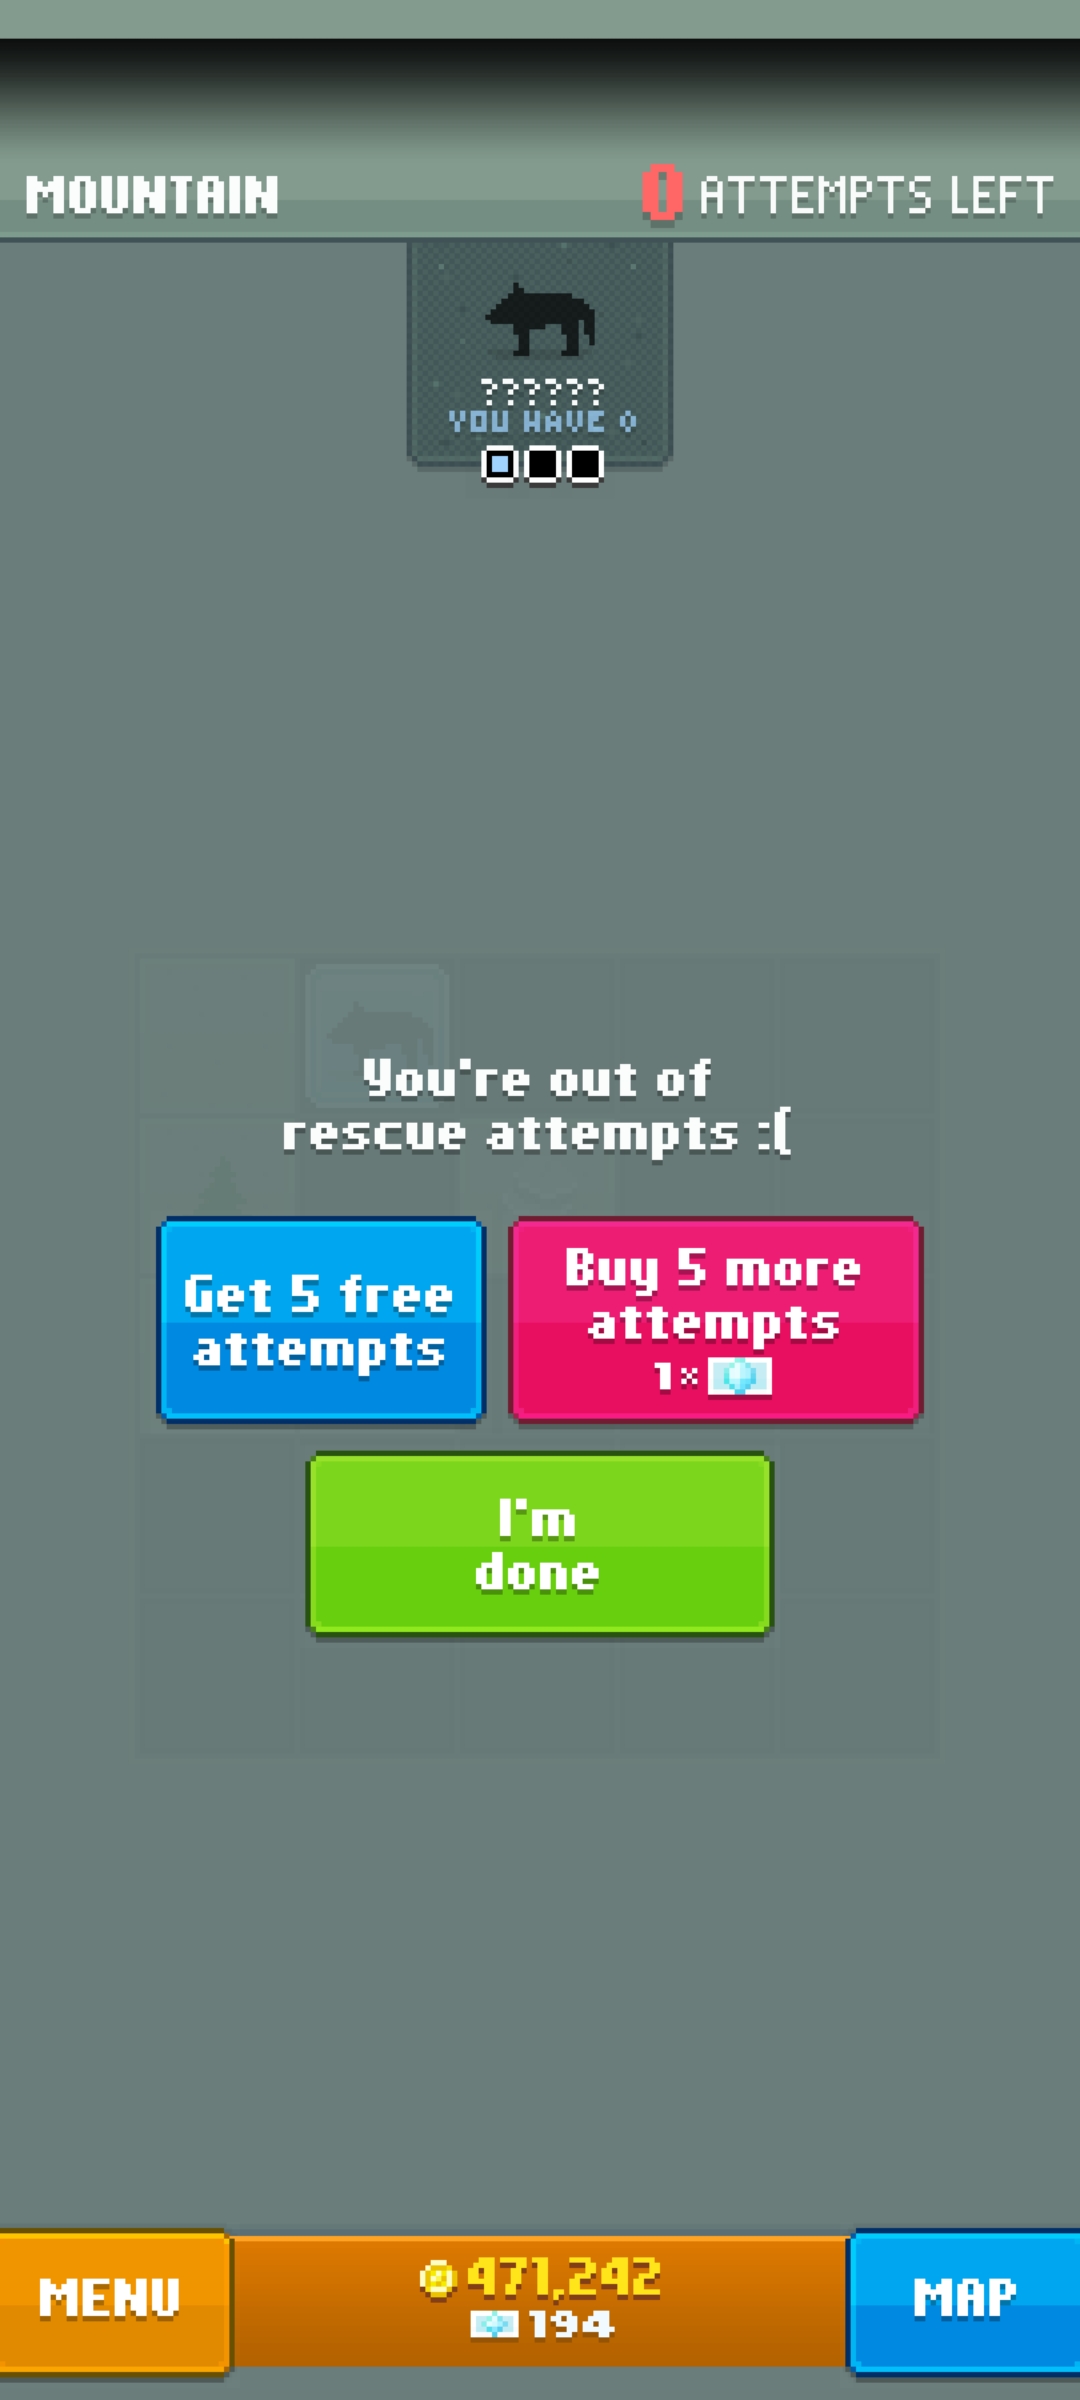 MOUNTAIN
0 ATTEMPTS LEFT
??????
YOU HAVE 0
You're out of
rescue attempts :(
Get 5 free
attempts
Buy 5 more
attempts
1×
I'm
done
MENU
471,242
194
MAP